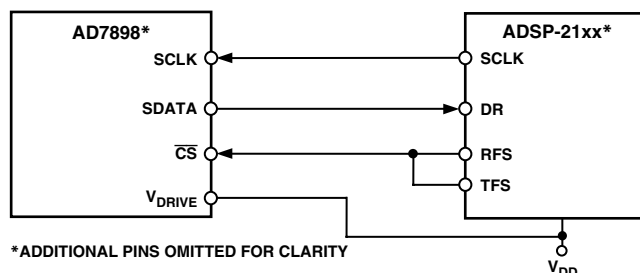 AD7898*
SCLK
SDATA
CS
VDRIVE
ADSP-21xx*
SCLK
DR
RFS
TFS
*ADDITIONAL PINS OMITTED FOR CLARITY
VDD